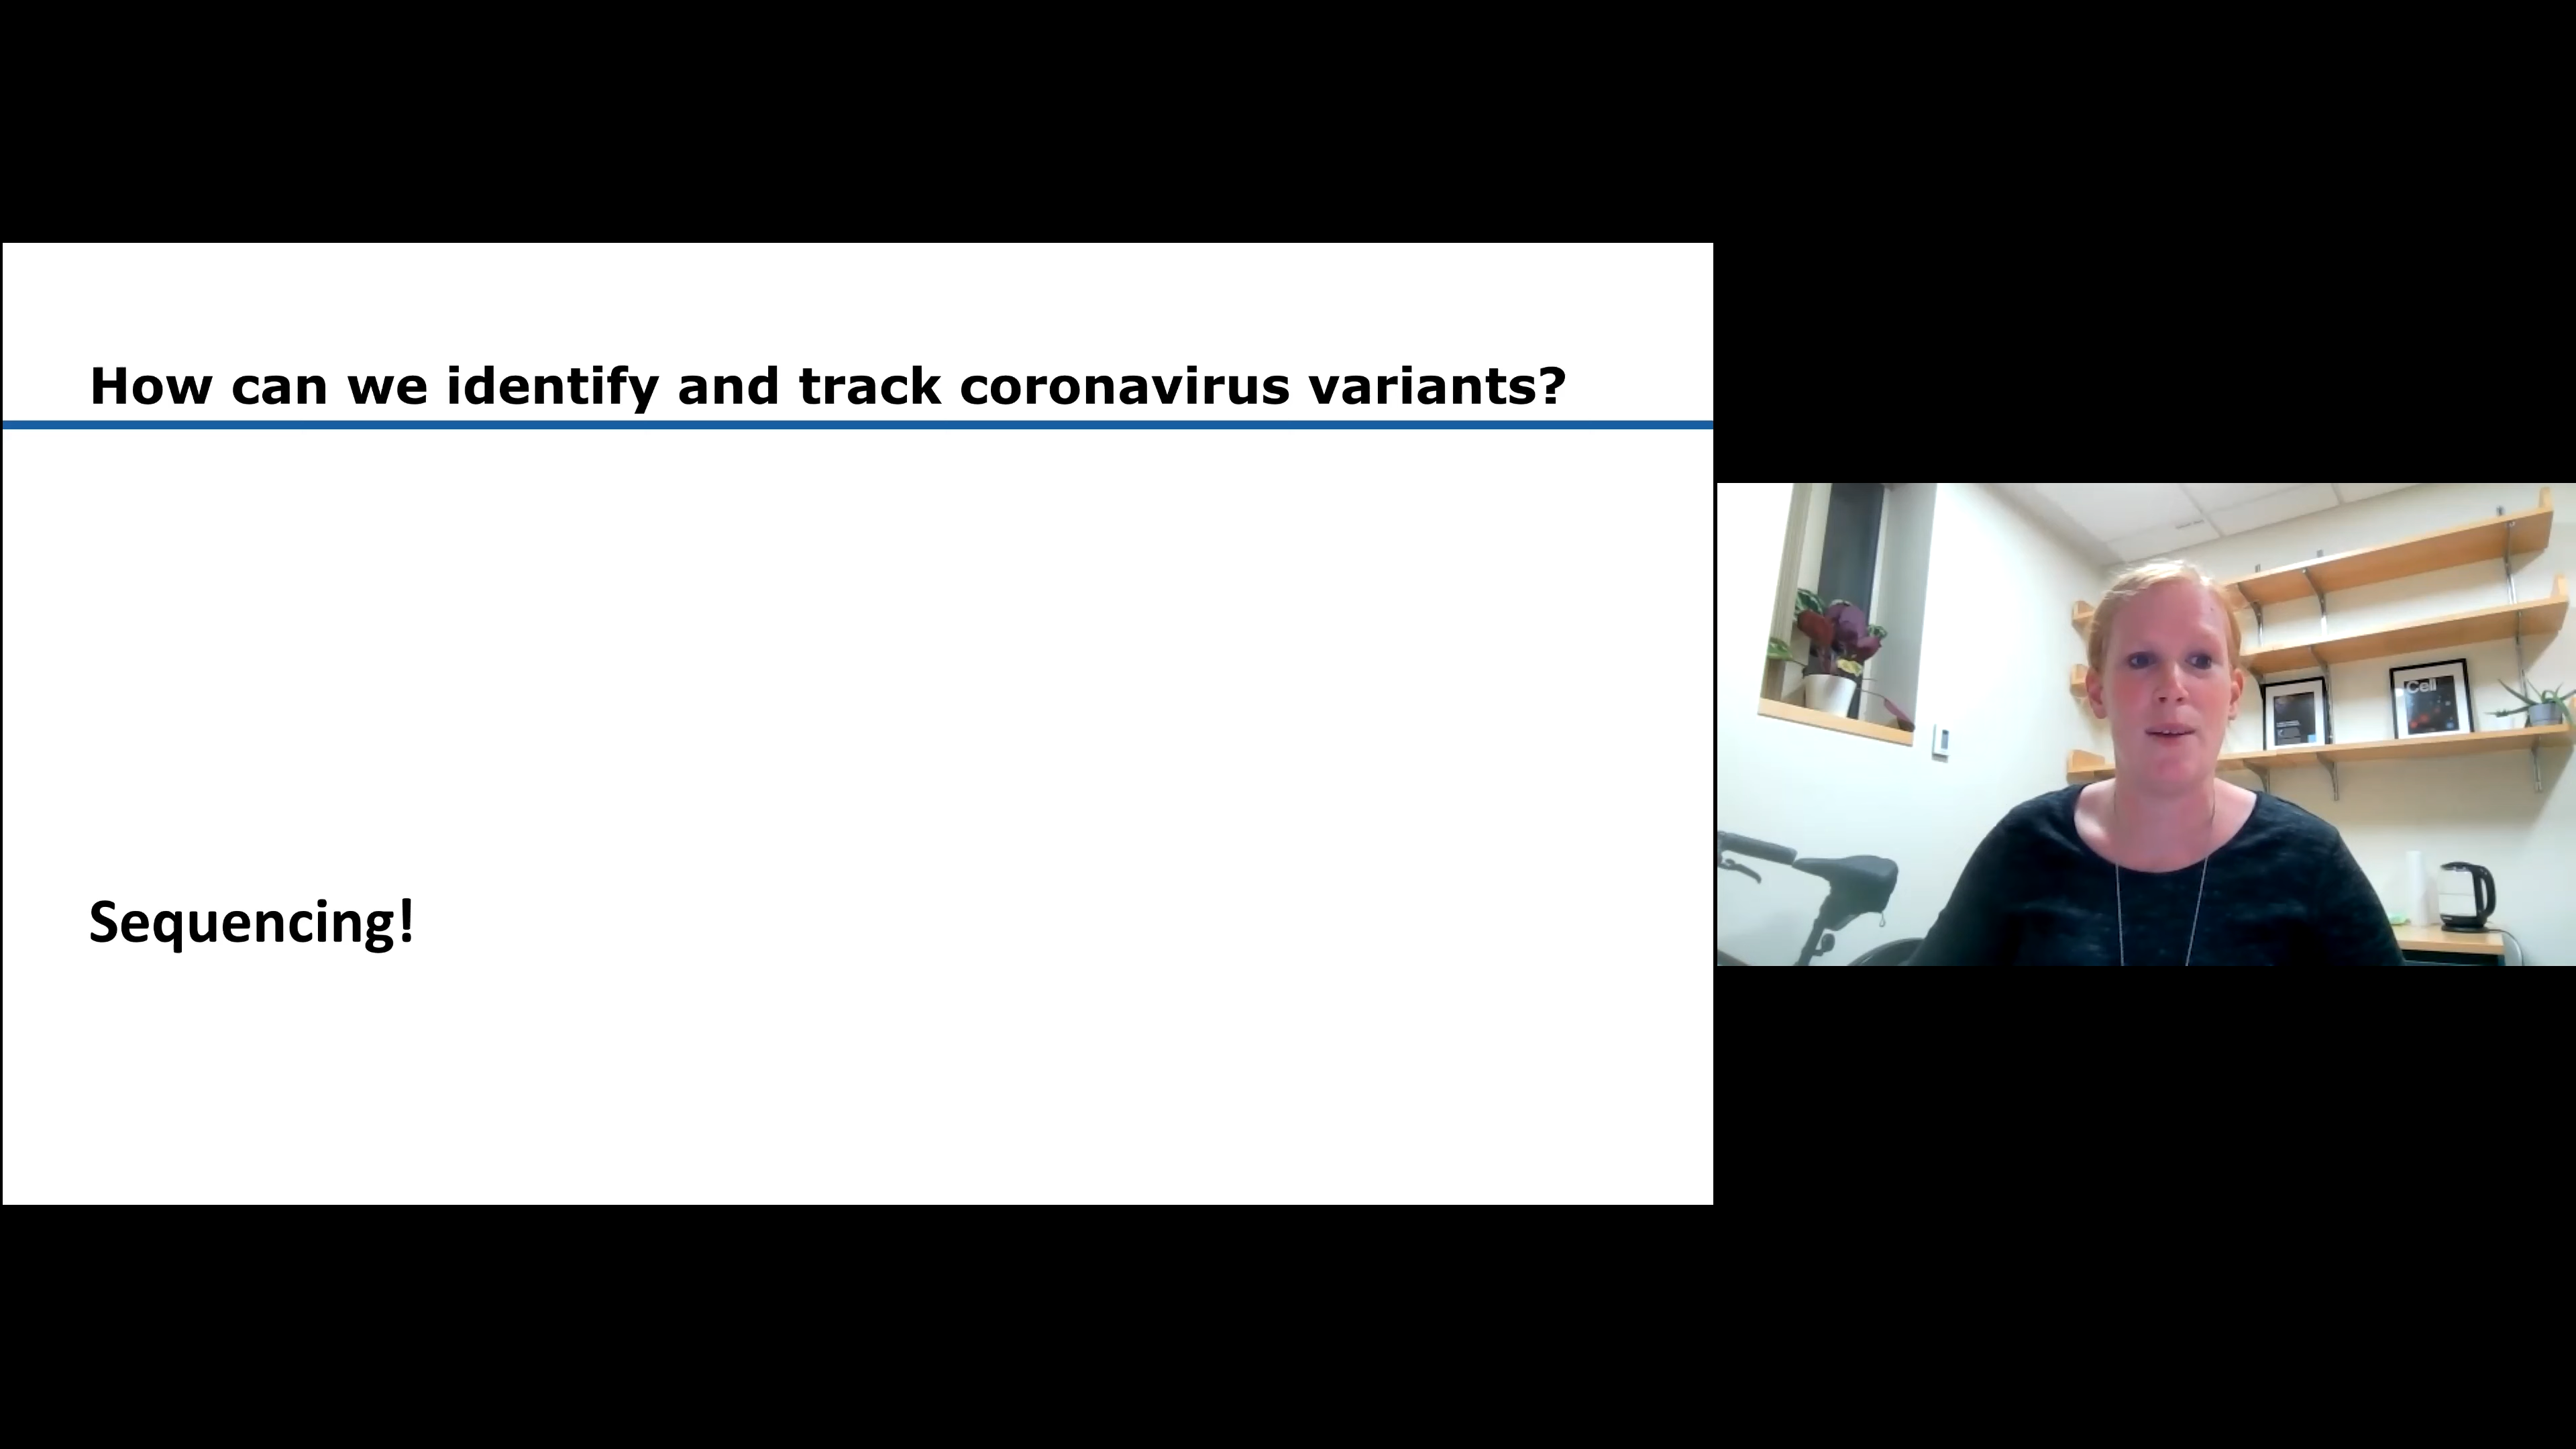 How can we identify and track coronavirus variants?
Sequencing!
Cell